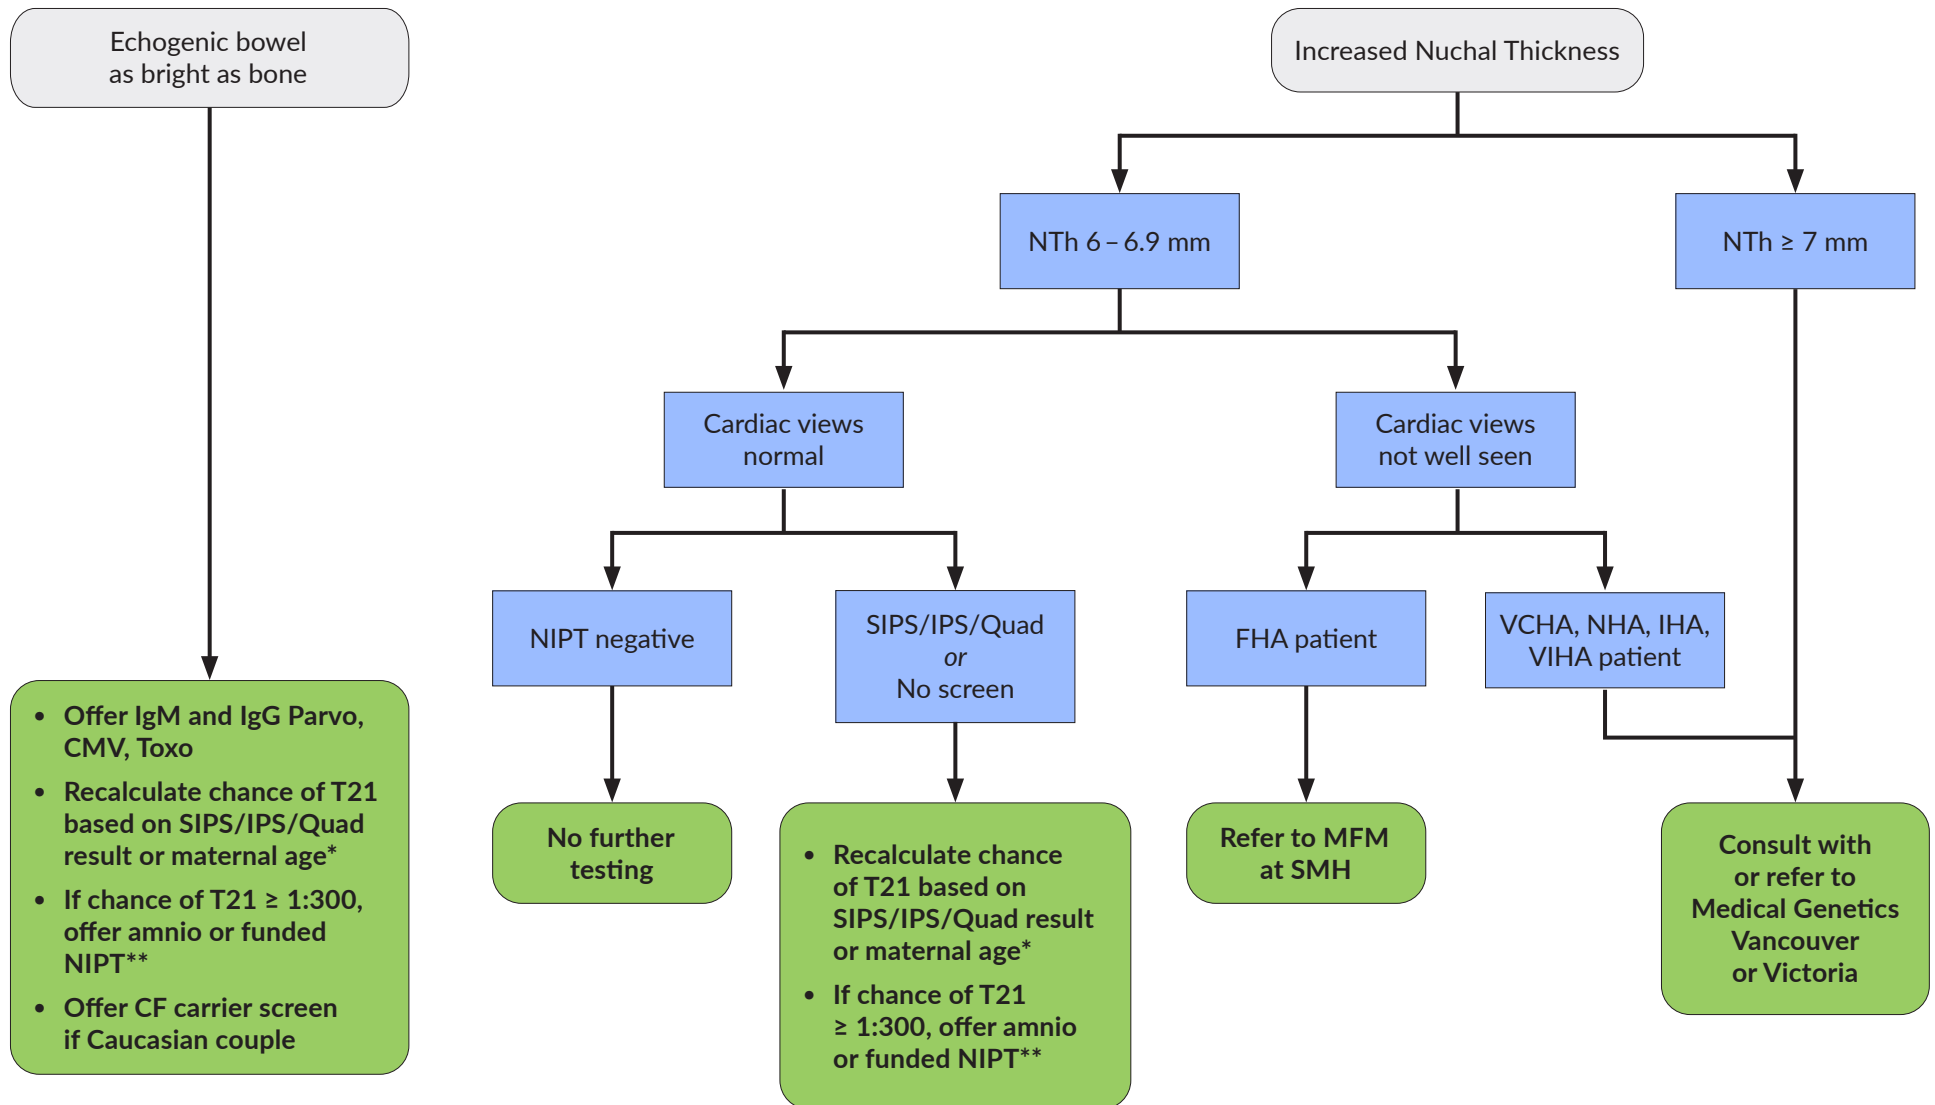 Echogenic bowel
as bright as bone
Increased Nuchal Thickness
NTh 6 – 6.9 mm
NTh ≥ 7 mm
Cardiac views
normal
Cardiac views
not well seen
NIPT negative
SIPS/IPS/Quad
or
No screen
FHA patient
VCHA, NHA, IHA,
VIHA patient
• Offer IgM and IgG Parvo,
CMV, Toxo
• Recalculate chance of T21
based on SIPS/IPS/Quad
result or maternal age*
• If chance of T21 ≥ 1:300,
offer amnio or funded
NIPT**
• Offer CF carrier screen
if Caucasian couple
No further
testing
• Recalculate chance
of T21 based on
SIPS/IPS/Quad result
or maternal age*
• If chance of T21
≥ 1:300, offer amnio
or funded NIPT**
Refer to MFM
at SMH
Consult with
or refer to
Medical Genetics
Vancouver
or Victoria